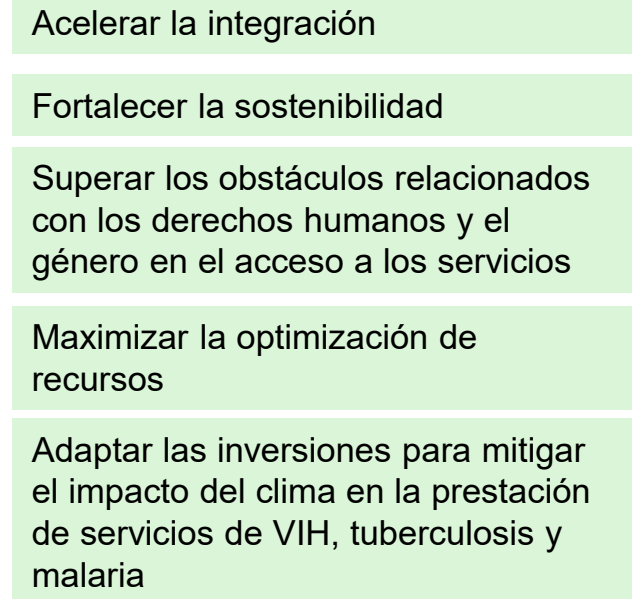 Acelerar la integración
Fortalecer la sostenibilidad
Superar los obstáculos relacionados
con los derechos humanos y el
género en el acceso a los servicios
Maximizar la optimización de
recursos
Adaptar las inversiones para mitigar
el impacto del clima en la prestación
de servicios de VIH, tuberculosis y
malaria